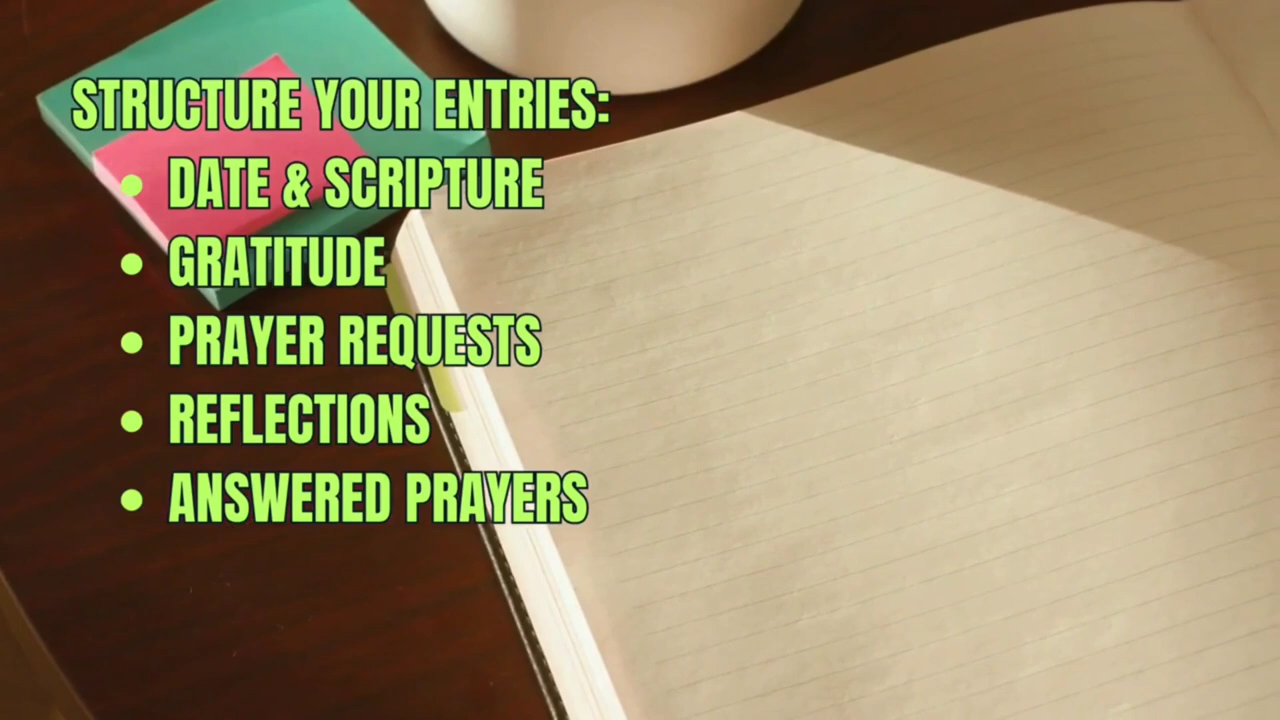 STRUCTURE YOUR ENTRIES:
• DATE & SCRIPTURE
• GRATITUDE
• PRAYER REQUESTS
• REFLECTIONS
• ANSWERED PRAYERS